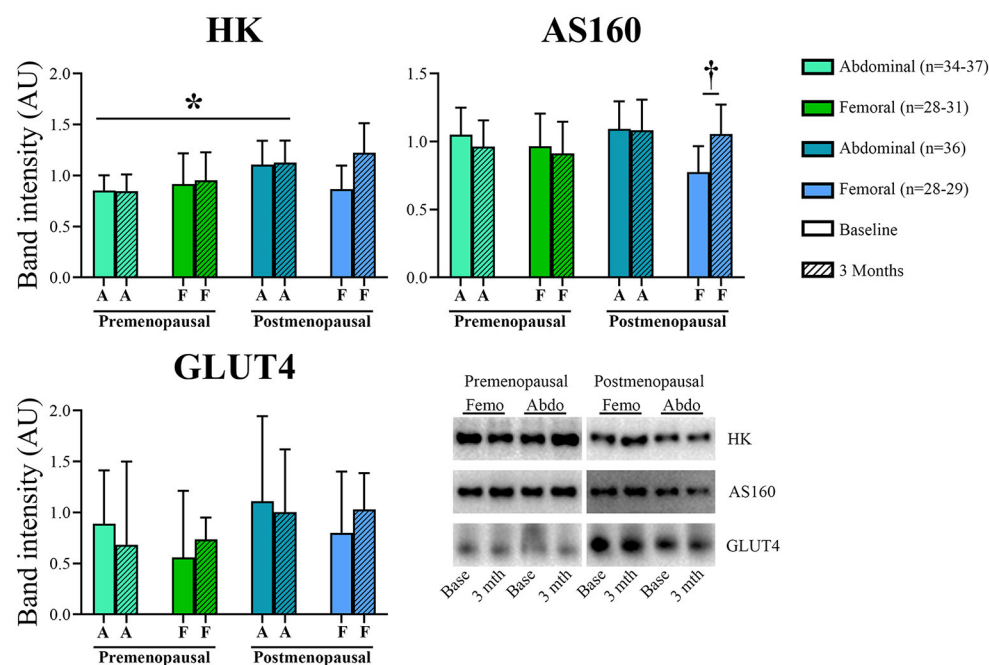 HK
Band intensity (AU)
2.0
1.5
1.0
0.5
0.0
*
A A F F A A F F
Premenopausal Postmenopausal
AS160
1.5
1.0
0.5
0.0
†
A A F F A A F F
Premenopausal Postmenopausal
Abdominal (n=34-37)
Femoral (n=28-31)
Abdominal (n=36)
Femoral (n=28-29)
Baseline
3 Months
GLUT4
Band intensity (AU)
2.0
1.5
1.0
0.5
0.0
A A F F A A F F
Premenopausal Postmenopausal
Premenopausal Postmenopausal
Femo Abdo Femo Abdo
HK
AS160
GLUT4
Base 3 mth Base 3 mth Base 3 mth Base 3 mth